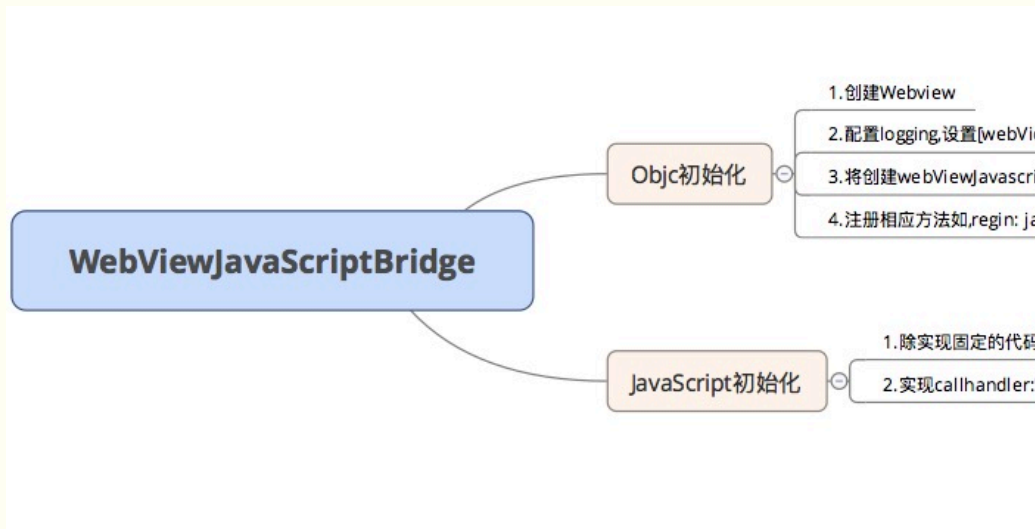 WebViewJavaScriptBridge
Objc初始化
1.创建Webview
2.配置logging,设置[webVi
3.将创建webViewJavascri
4.注册相应方法如,regin: ja
JavaScript初始化
1.除实现固定的代码
2.实现callhandler: